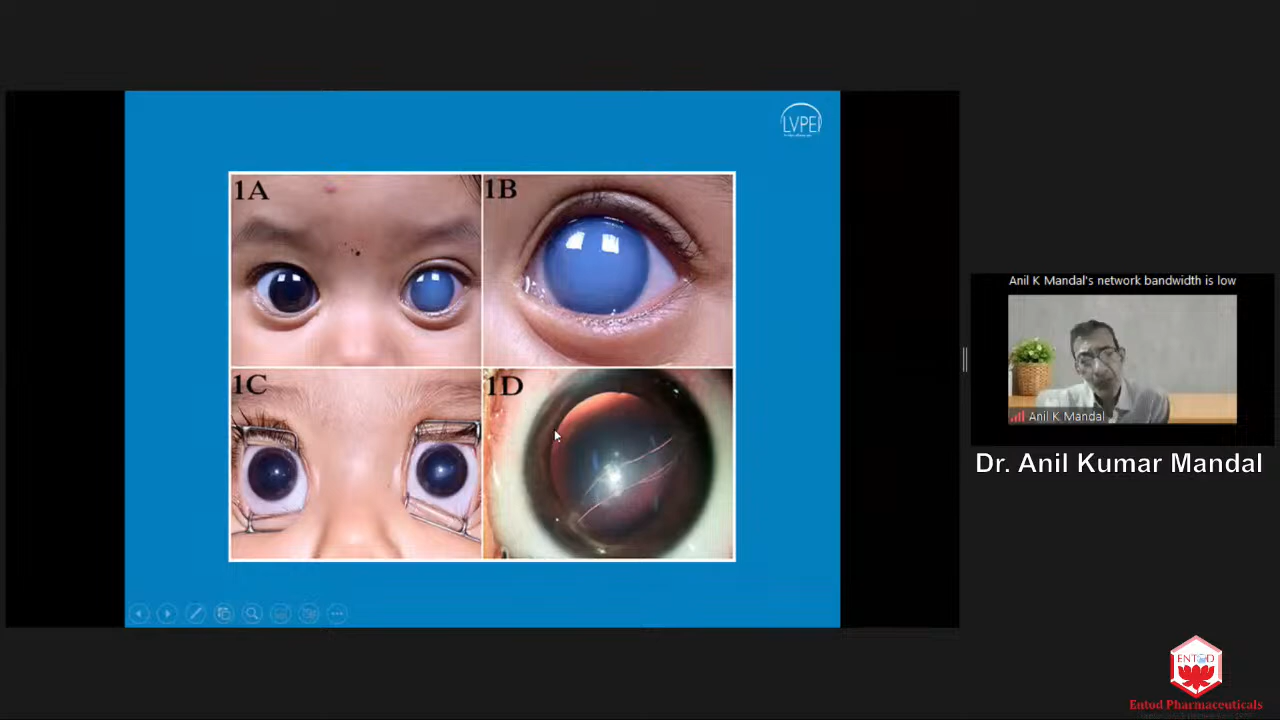 LVPEI
1A
1B
1C
1D
Anil K Mandal's network bandwidth is low
Anil K Mandal
Dr. Anil Kumar Mandal
ENTOD
Entod Pharmaceuticals